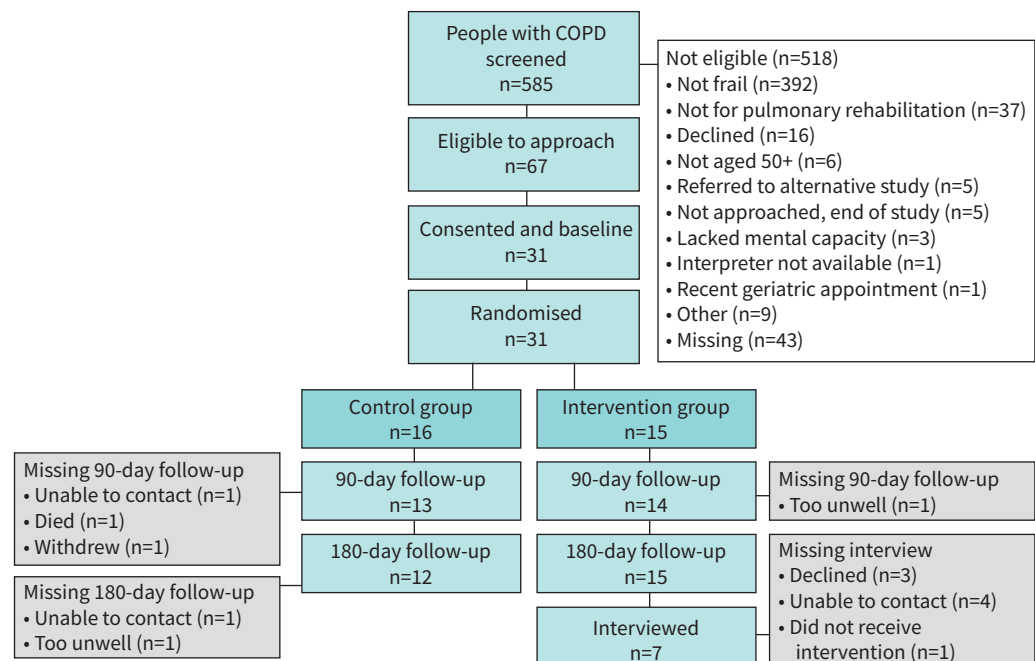 People with COPD
screened
n=585
Not eligible (n=518)
• Not frail (n=392)
• Not for pulmonary rehabilitation (n=37)
• Declined (n=16)
• Not aged 50+ (n=6)
• Referred to alternative study (n=5)
• Not approached, end of study (n=5)
• Lacked mental capacity (n=3)
• Interpreter not available (n=1)
• Recent geriatric appointment (n=1)
• Other (n=9)
• Missing (n=43)
Eligible to approach
n=67
Consented and baseline
n=31
Randomised
n=31
Control group
n=16
Intervention group
n=15
Missing 90-day follow-up
• Unable to contact (n=1)
• Died (n=1)
• Withdrew (n=1)
90-day follow-up
n=13
90-day follow-up
n=14
Missing 90-day follow-up
• Too unwell (n=1)
Missing 180-day follow-up
• Unable to contact (n=1)
• Too unwell (n=1)
180-day follow-up
n=12
180-day follow-up
n=15
Missing interview
• Declined (n=3)
• Unable to contact (n=4)
• Did not receive
intervention (n=1)
Interviewed
n=7